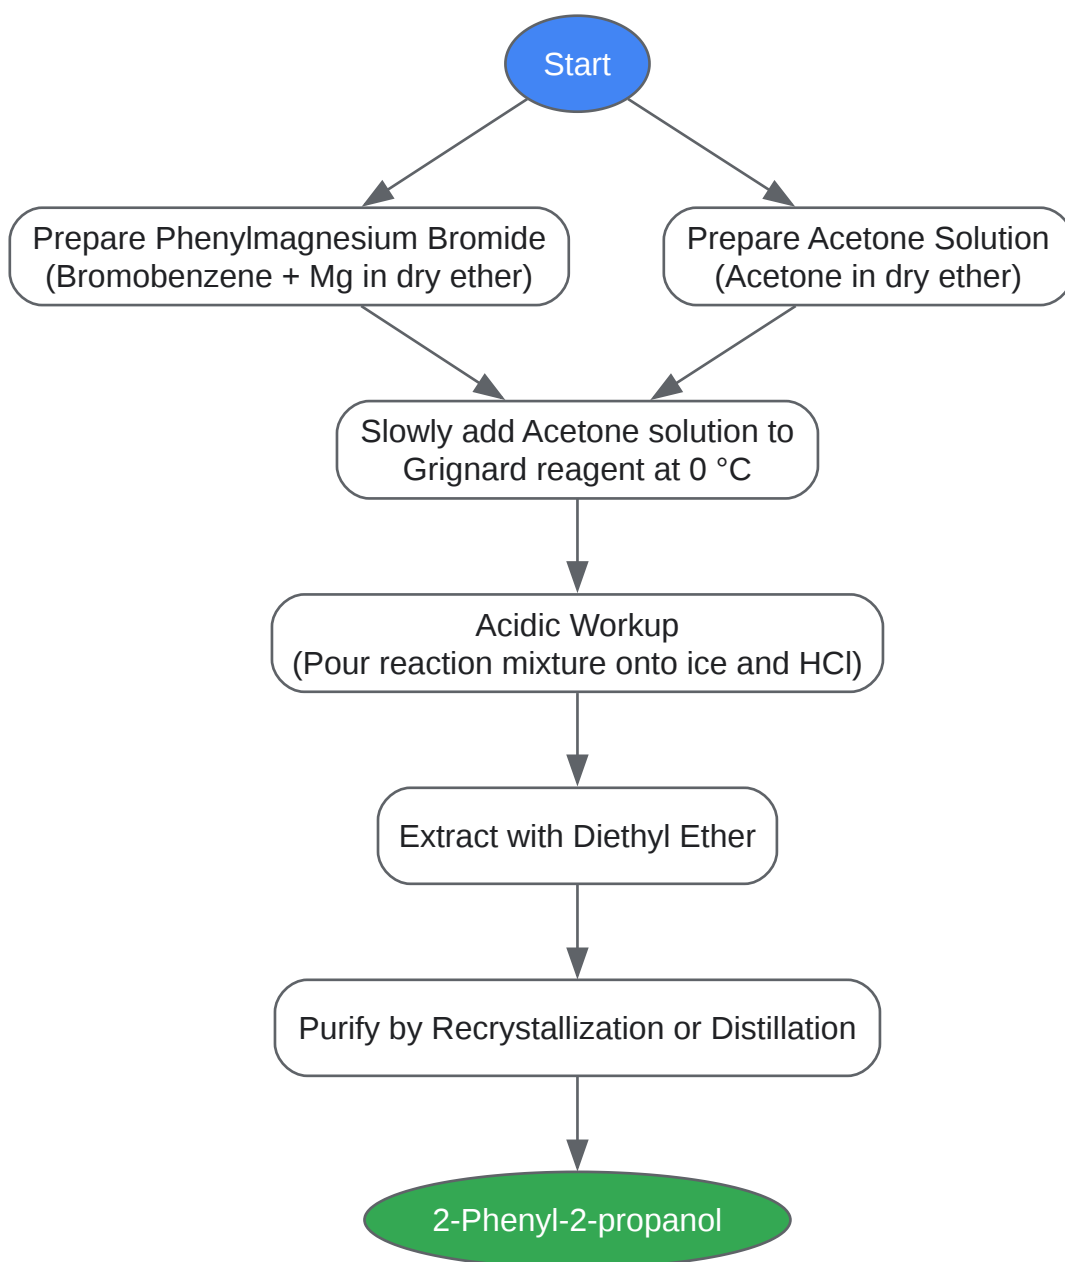 Start
Prepare Phenylmagnesium Bromide
(Bromobenzene + Mg in dry ether)
Prepare Acetone Solution
(Acetone in dry ether)
Slowly add Acetone solution to
Grignard reagent at 0 °C
Acidic Workup
(Pour reaction mixture onto ice and HCl)
Extract with Diethyl Ether
Purify by Recrystallization or Distillation
2-Phenyl-2-propanol